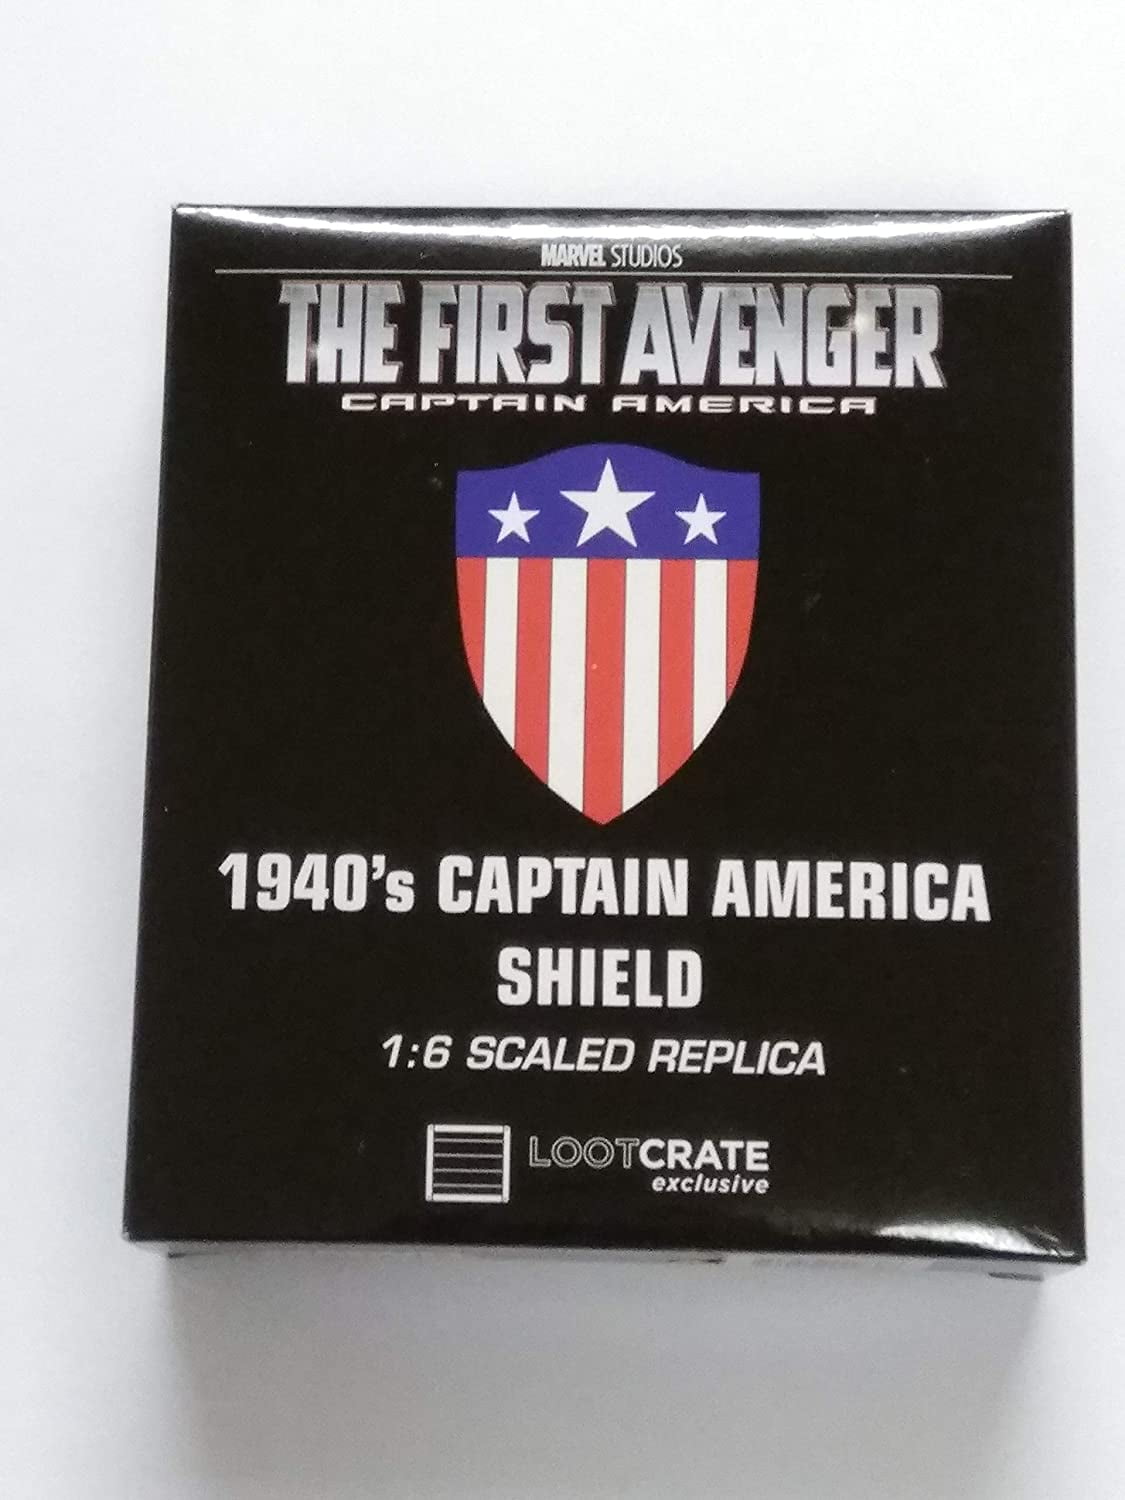 MARVEL STUDIOS
THE FIRST AVENGER
CAPTAIN AMERICA
1940's CAPTAIN AMERICA
SHIELD
1:6 SCALED REPLICA
LOOTCRATE
exclusive